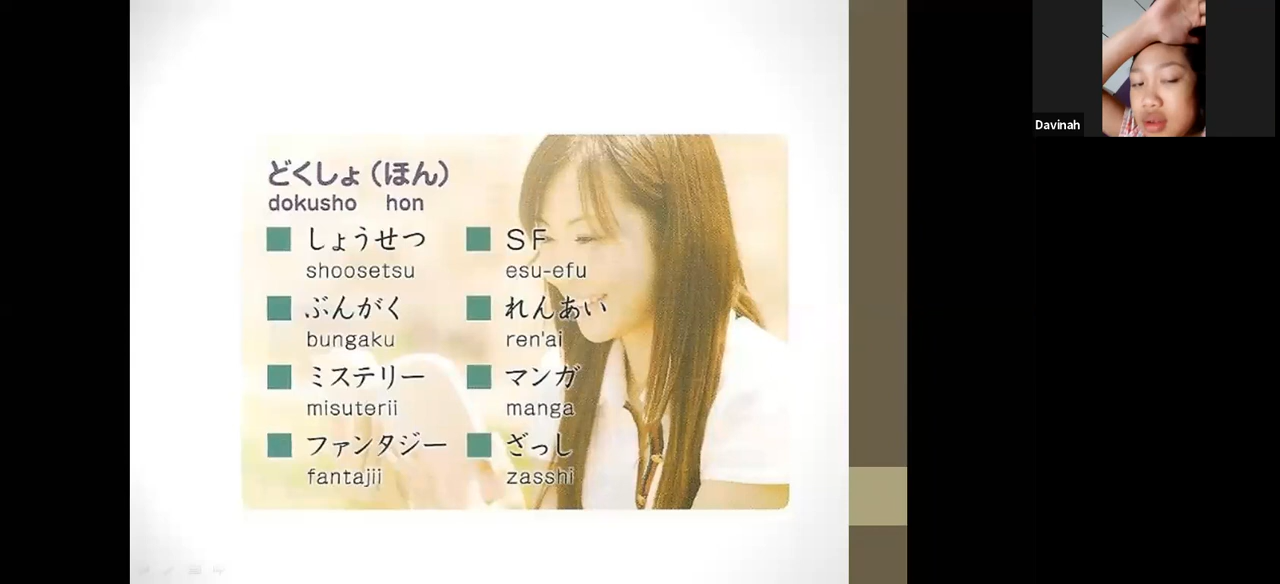 どくしょ（ほん）
dokusho hon
しょうせつ
shoosetsu
ぶんがく
bungaku
ミステリー
misuterii
ファンタジー
fantajii
SF
esu-efu
れんあい
ren'ai
マンガ
manga
ざっし
zasshi
Davinah